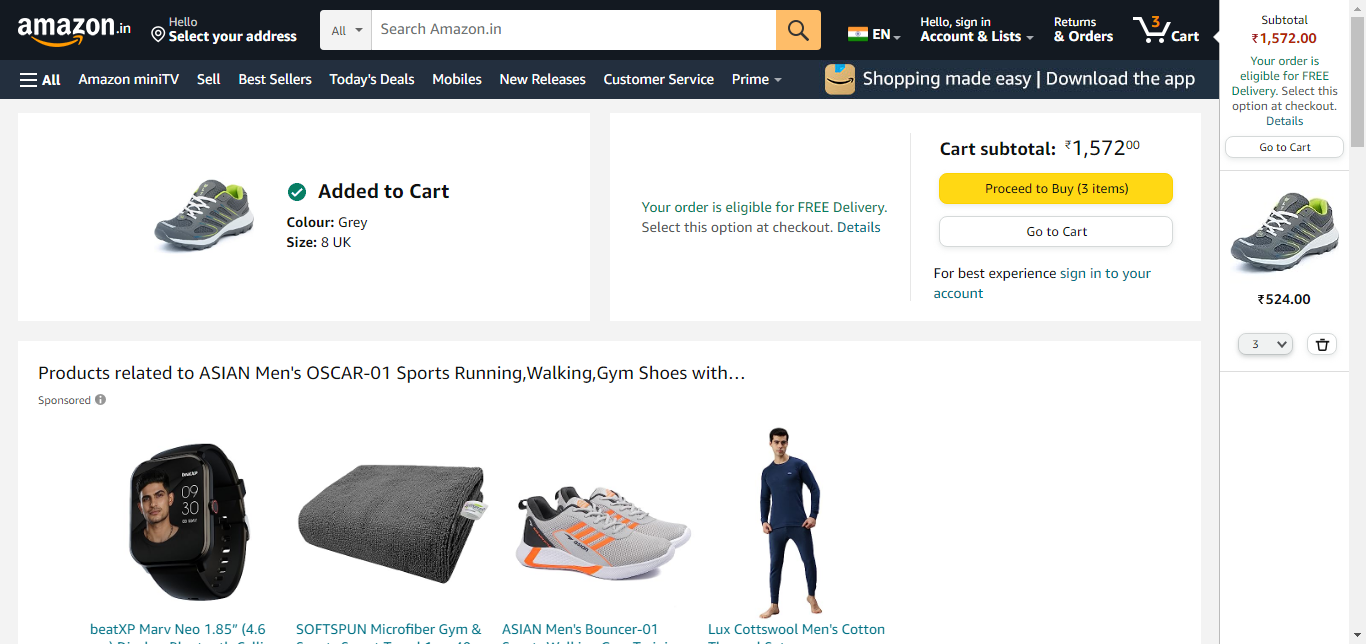 amazon.in
Hello
Select your address
All
Search Amazon.in
EN
Hello, sign in
Account & Lists
Returns
& Orders
3
Cart
All
Amazon miniTV
Sell
Best Sellers
Today's Deals
Mobiles
New Releases
Customer Service
Prime
Shopping made easy | Download the app
Subtotal
₹1,572.00
Your order is
eligible for FREE
Delivery. Select this
option at checkout.
Details
Go to Cart
₹524.00
3
Added to Cart
Colour: Grey
Size: 8 UK
Your order is eligible for FREE Delivery.
Select this option at checkout. Details
Cart subtotal: ₹1,57200
Proceed to Buy (3 items)
Go to Cart
For best experience sign in to your
account
Products related to ASIAN Men's OSCAR-01 Sports Running,Walking,Gym Shoes with…
Sponsored
09
30
beatXP Marv Neo 1.85” (4.6
SOFTSPUN Microfiber Gym &
ASIAN Men's Bouncer-01
Lux Cottswool Men's Cotton